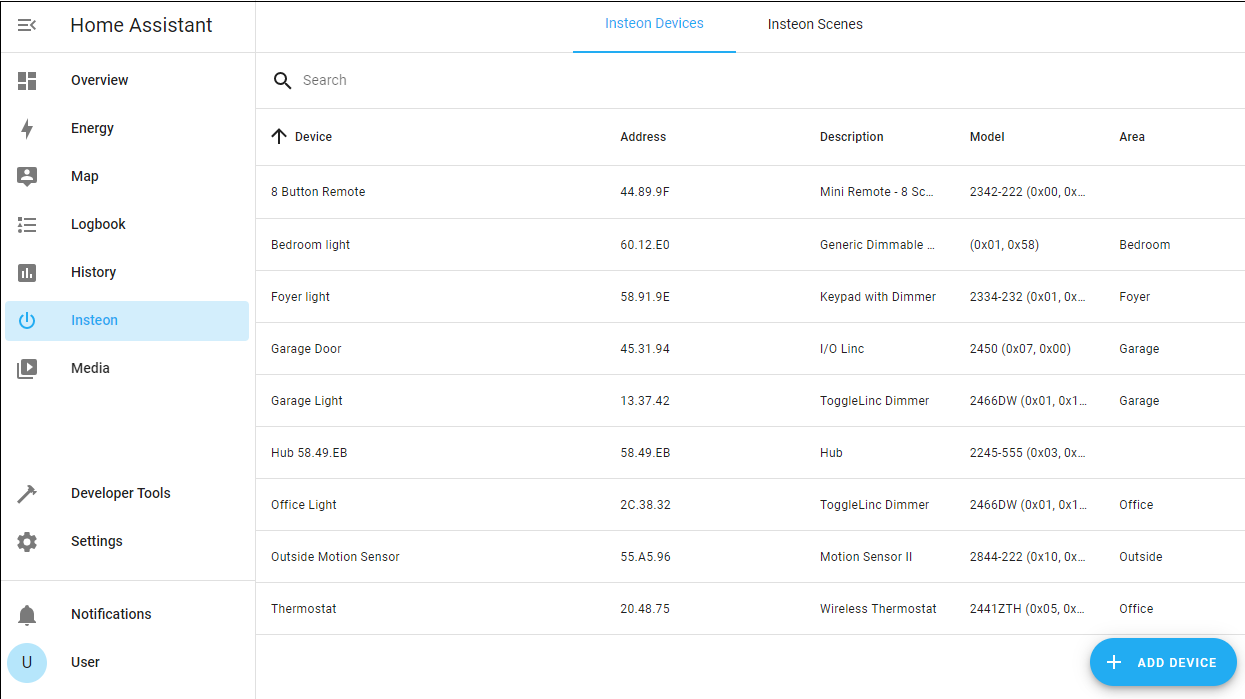 Home Assistant
Insteon Devices Insteon Scenes
Overview
Energy
Map
Logbook
History
Insteon
Media
Developer Tools
Settings
Notifications
U User
Search
Device Address Description Model Area
8 Button Remote 44.89.9F Mini Remote - 8 Sc... 2342-222 (0x00, 0x...
Bedroom light 60.12.E0 Generic Dimmable ... (0x01, 0x58) Bedroom
Foyer light 58.91.9E Keypad with Dimmer 2334-232 (0x01, 0x... Foyer
Garage Door 45.31.94 I/O Linc 2450 (0x07, 0x00) Garage
Garage Light 13.37.42 ToggleLinc Dimmer 2466DW (0x01, 0x1... Garage
Hub 58.49.EB 58.49.EB Hub 2245-555 (0x03, 0x...
Office Light 2C.38.32 ToggleLinc Dimmer 2466DW (0x01, 0x1... Office
Outside Motion Sensor 55.A5.96 Motion Sensor II 2844-222 (0x10, 0x... Outside
Thermostat 20.48.75 Wireless Thermostat 2441ZTH (0x05, 0x... Office
ADD DEVICE